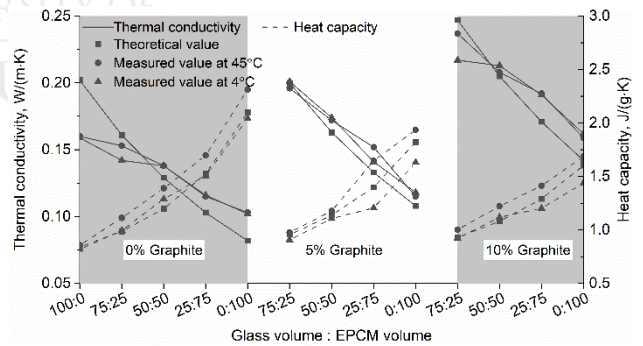 Thermal conductivity
Heat capacity
Theoretical value
Measured value at 45°C
Measured value at 4°C
Thermal conductivity, W/(m·K)
0.25
0.20
0.15
0.10
0.05
Heat capacity, J/(g·K)
3.0
2.5
2.0
1.5
1.0
0.5
0% Graphite
5% Graphite
10% Graphite
100:0 75:25 50:50 25:75 0:100 75:25 50:50 25:75 0:100 75:25 50:50 25:75 0:100
Glass volume : EPCM volume